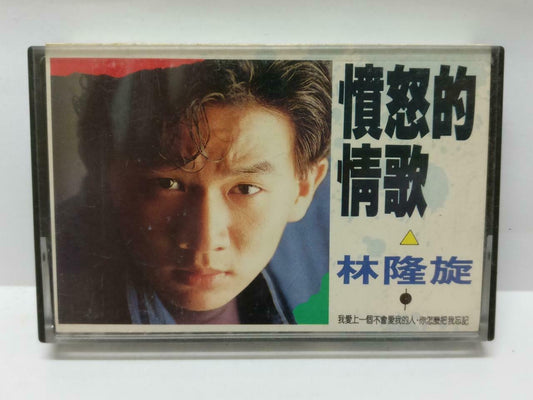 憤怒的
情歌
林隆旋
我愛上一個不會愛我的人·你怎麼把我忘記